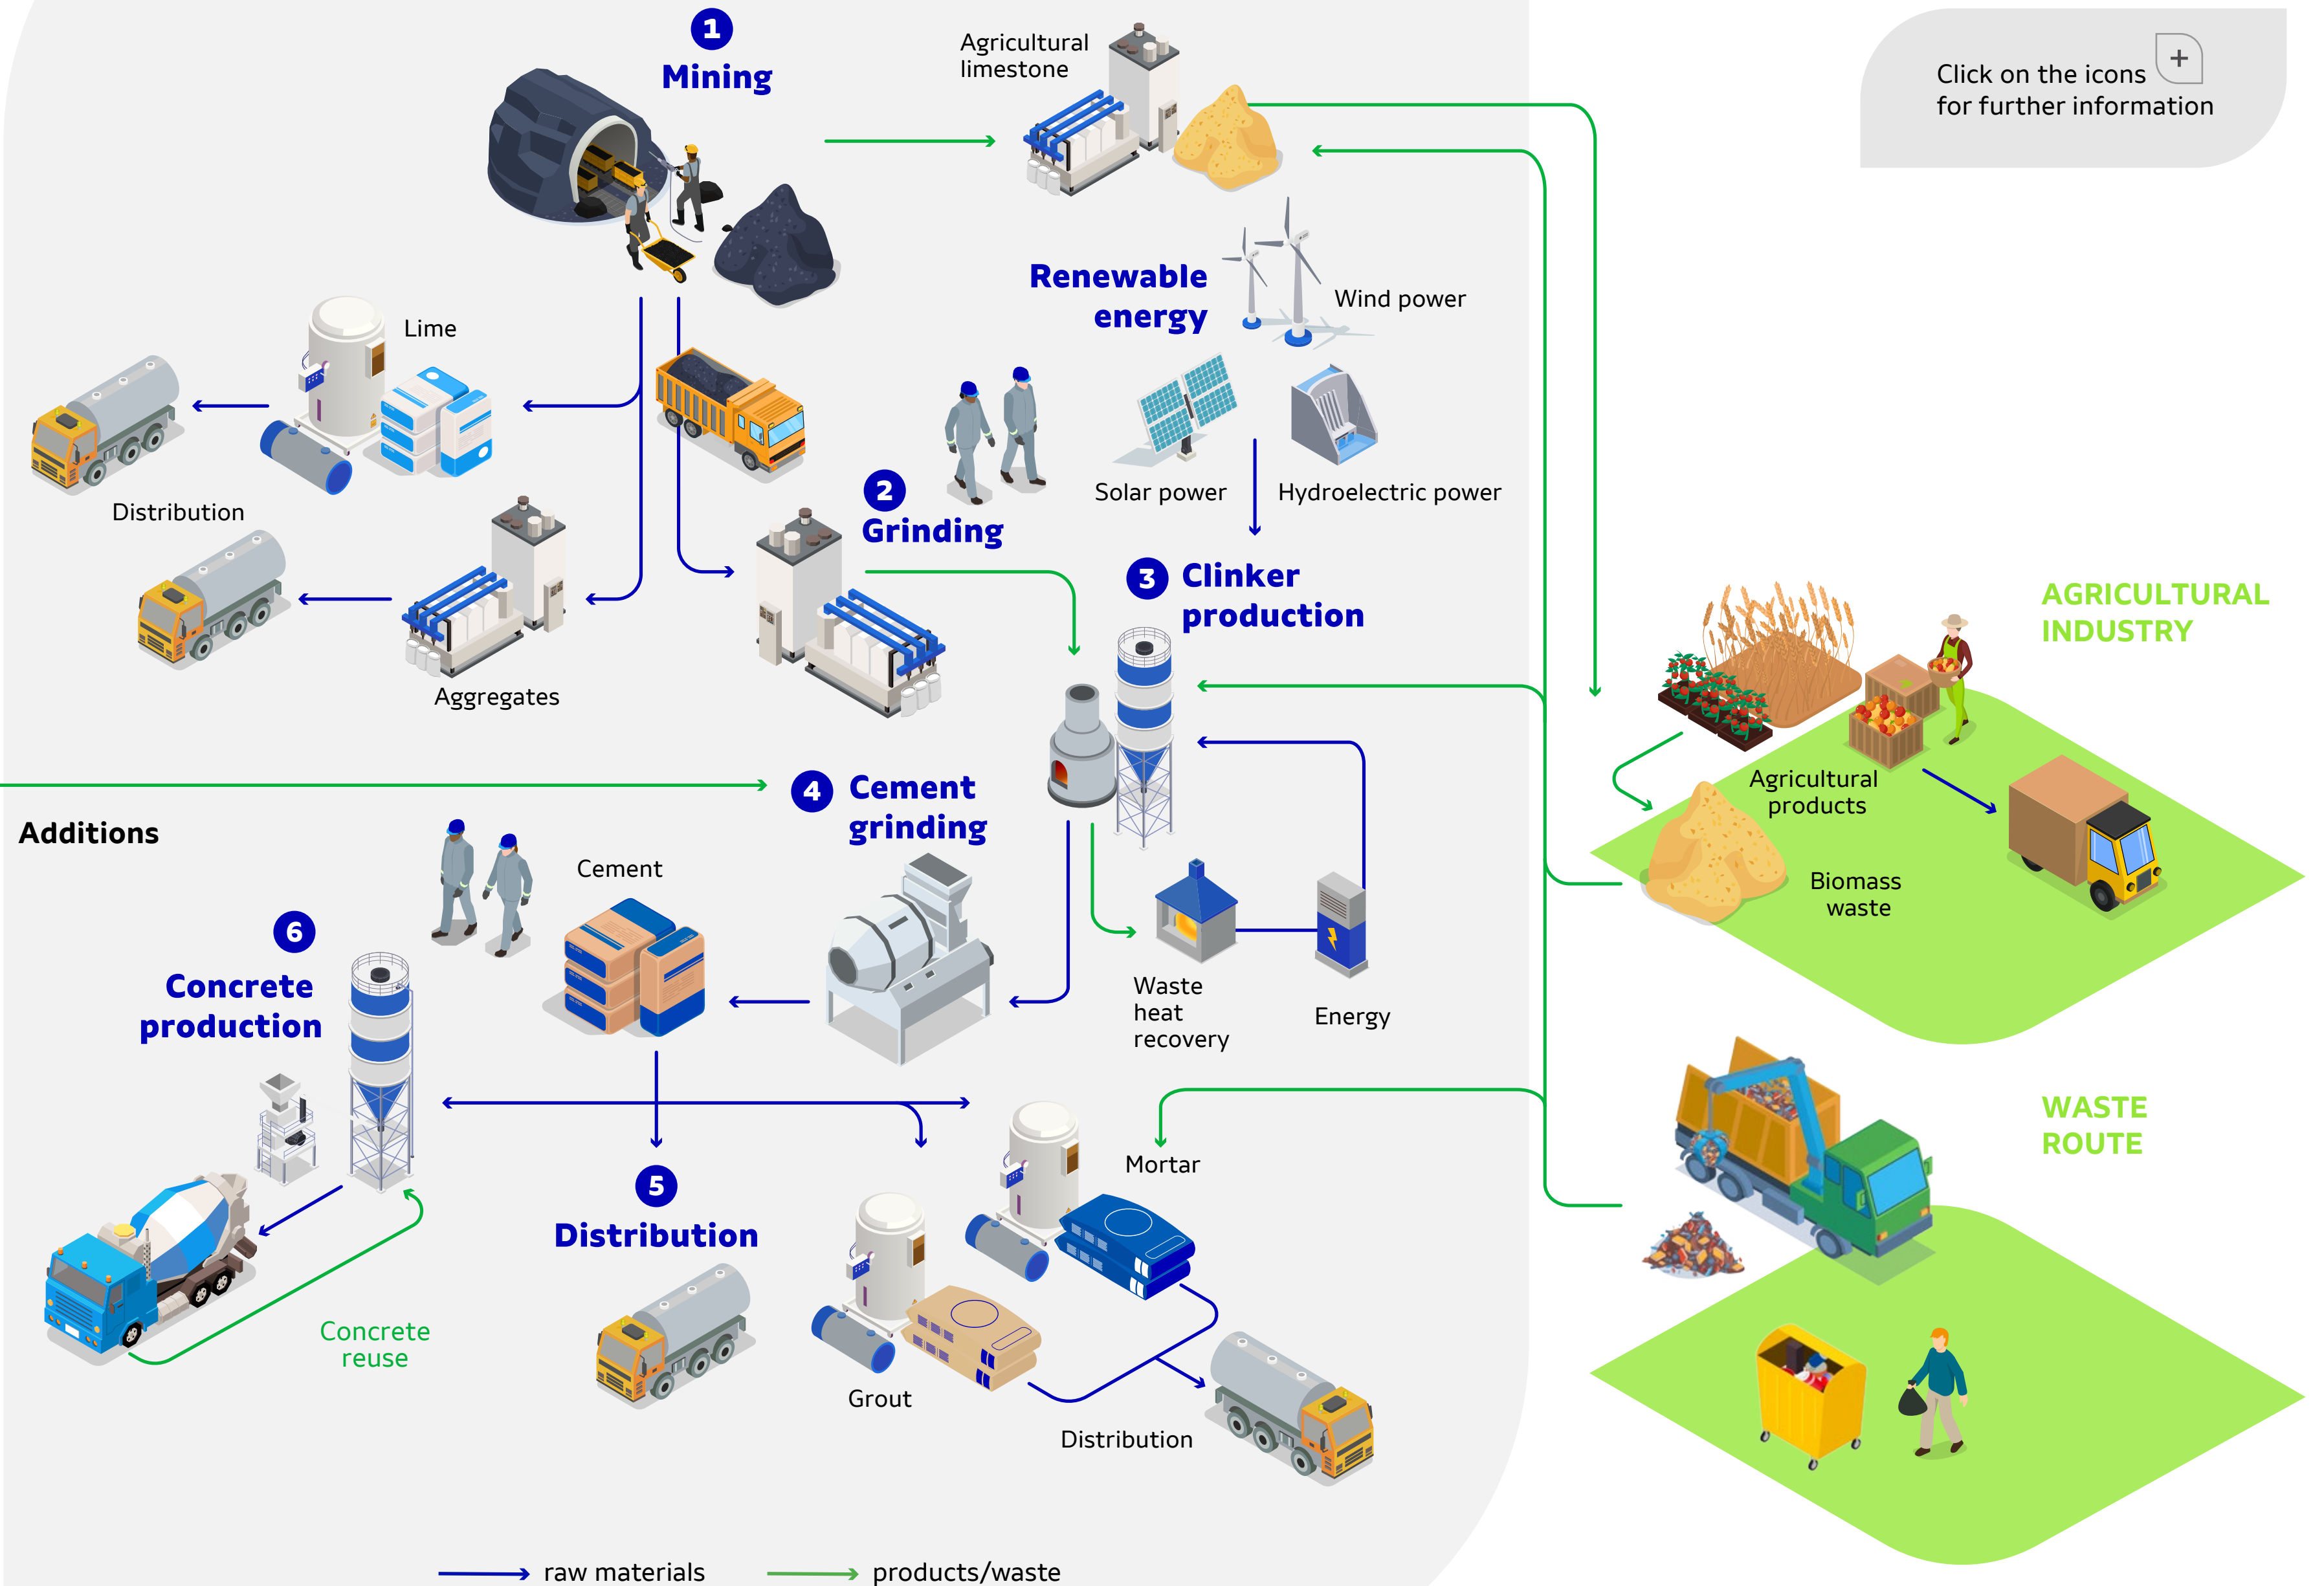 1
Mining
Agricultural
limestone
Click on the icons +
for further information
Renewable
energy
Wind power
Lime
Solar power
Hydroelectric power
Distribution
2
Grinding
3
Clinker
production
Aggregates
AGRICULTURAL
INDUSTRY
Additions
4
Cement
grinding
Agricultural
products
Cement
Biomass
waste
6
Concrete
production
Waste
heat
recovery
Energy
WASTE
ROUTE
Mortar
5
Distribution
Concrete
reuse
Grout
Distribution
raw materials
products/waste